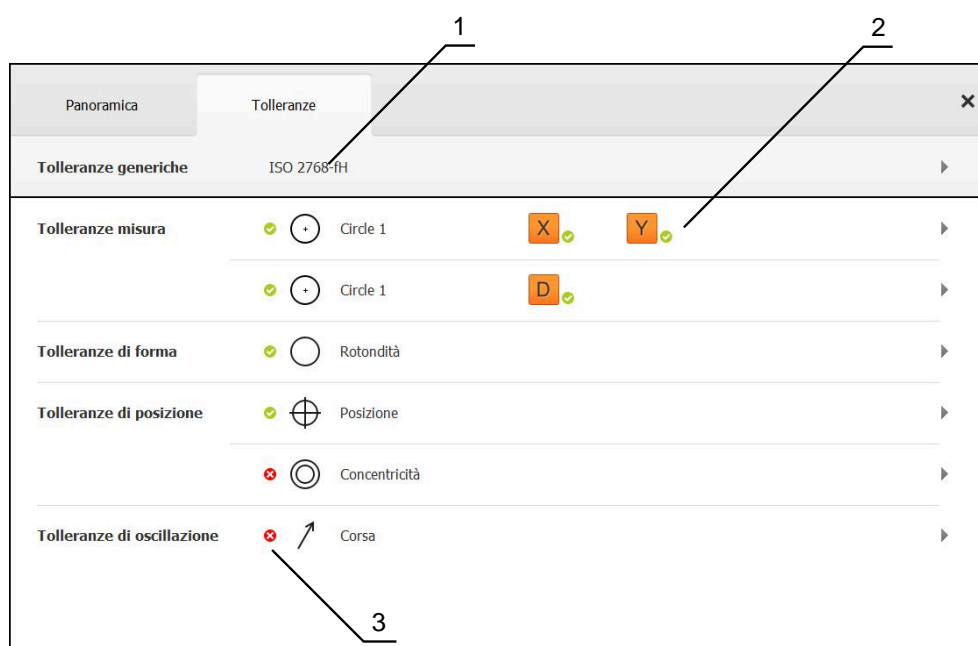 1
2
Panoramica Tolleranze
Tolleranze generiche ISO 2768-fH
Tolleranze misura Circle 1 X Y
Circle 1 D
Tolleranze di forma Rotondità
Tolleranze di posizione Posizione
Concentricità
Tolleranze di oscillazione Corsa
3